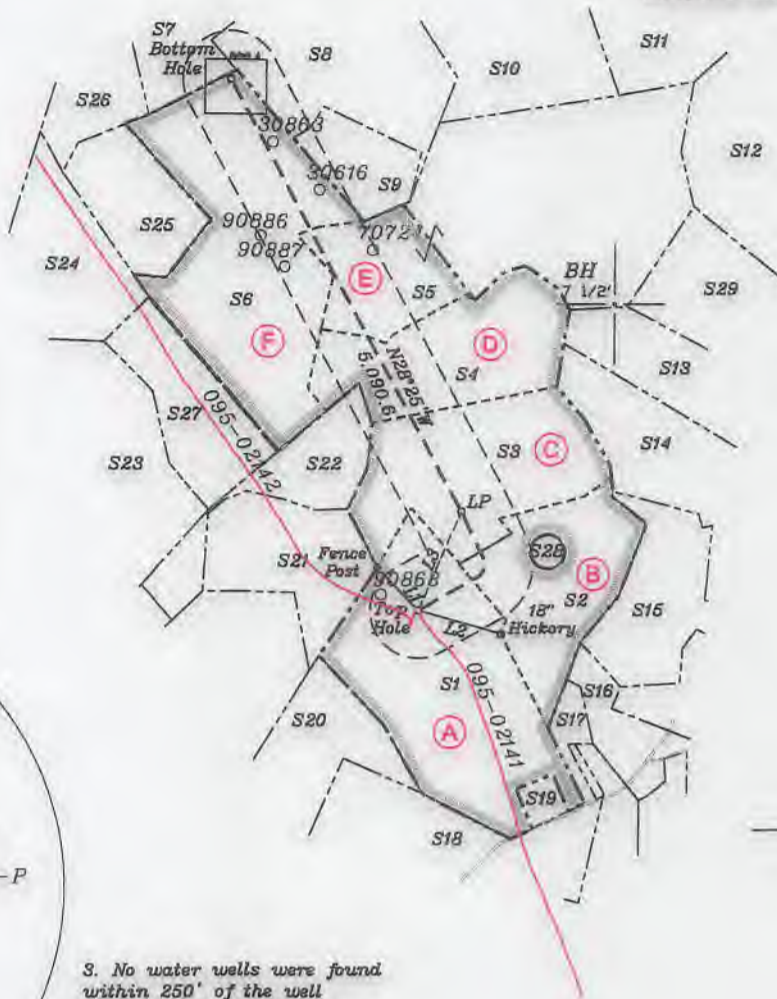 S7
Bottom
Hole
S8
S10
S11
S26
30863
S12
30616
S9
S25
90886
7072
90887
S24
E
S5
BH
7 1/2"
S29
S6
F
D
S4
S13
N28°25'W
5,090.6'
095-02142
S27
S23
S22
S3
C
S14
LP
S21
Fence
Post
L3
S28
B
90868
L1
S2
S15
Top
Hole
18"
Hickory
L2
S1
095-02141
S16
S17
S20
A
S19
S18
P
3. No water wells were found
within 250' of the well